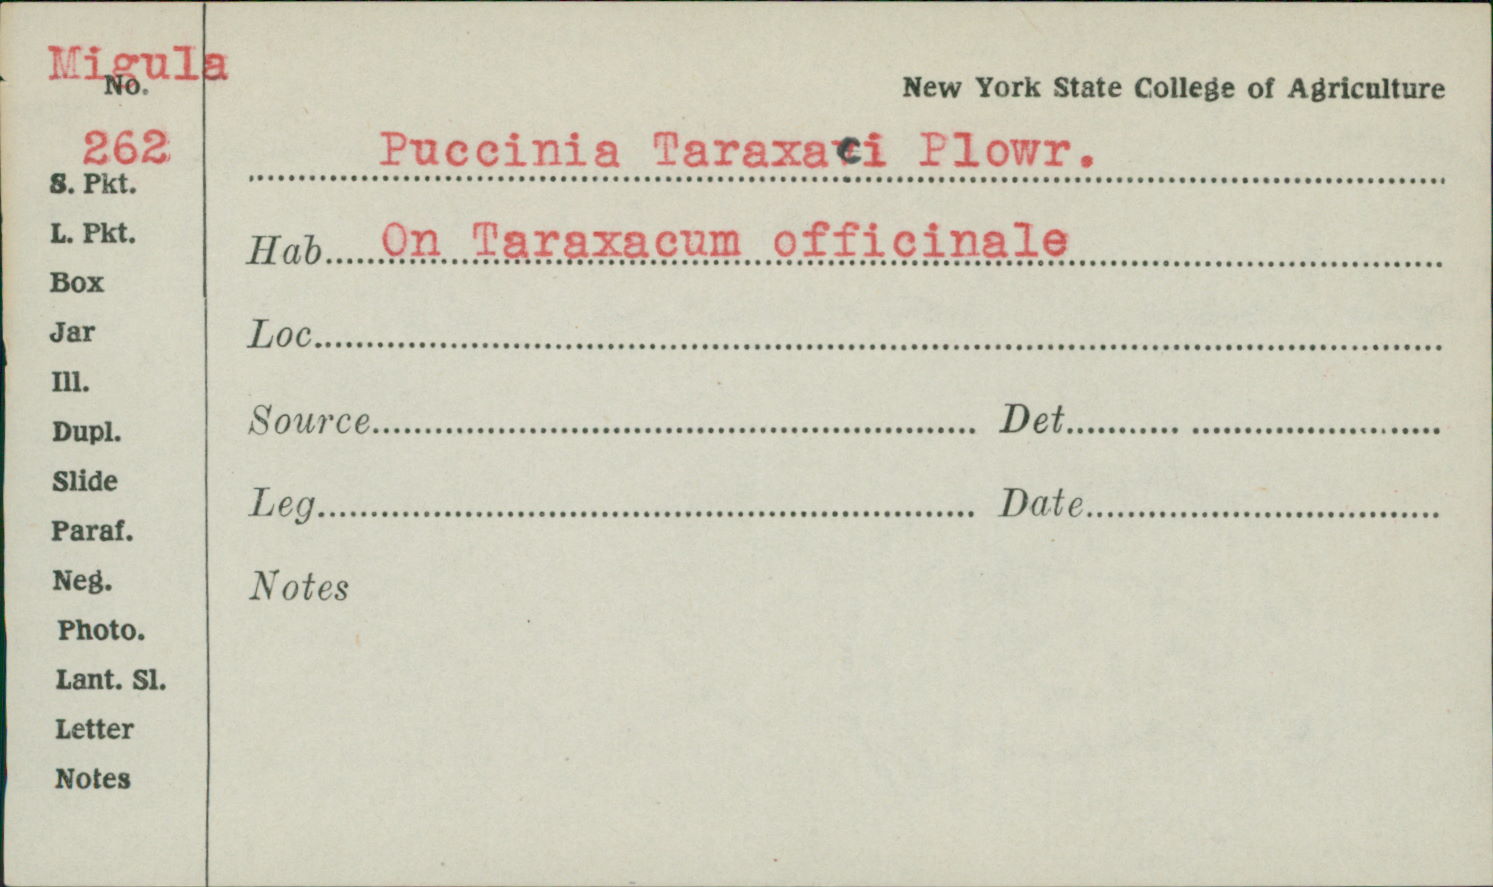 Migula
No.
New York State College of Agriculture
262
Puccinia Taraxaci Plowr.
S. Pkt.
L. Pkt.
Hab. On Taraxacum officinale
Box
Jar
Loc.
Ill.
Dupl.
Source Det.
Slide
Leg. Date
Paraf.
Neg.
Notes
Photo.
Lant. Sl.
Letter
Notes